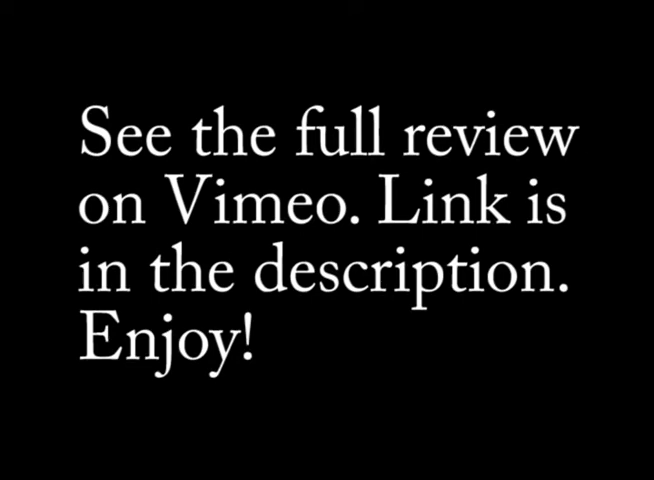 See the full review
on Vimeo. Link is
in the description.
Enjoy!